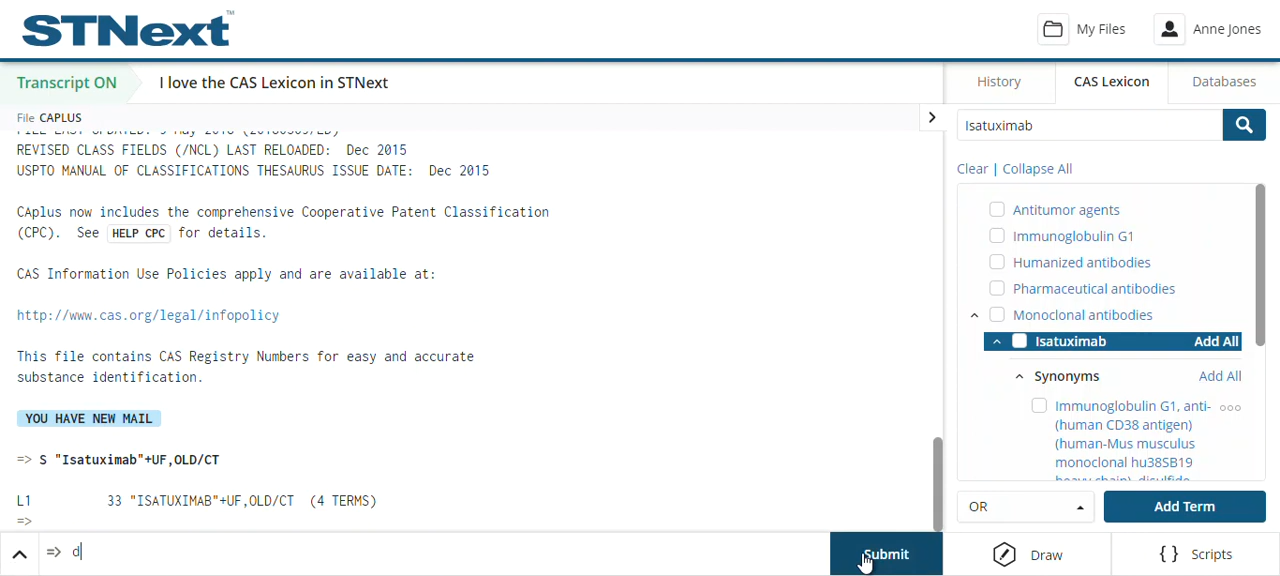 STNext™
My Files
Anne Jones
Transcript ON
I love the CAS Lexicon in STNext
History
CAS Lexicon
Databases
File CAPLUS
REVISED CLASS FIELDS (/NCL) LAST RELOADED: Dec 2015
USPTO MANUAL OF CLASSIFICATIONS THESAURUS ISSUE DATE: Dec 2015
CAplus now includes the comprehensive Cooperative Patent Classification
(CPC). See HELP CPC for details.
CAS Information Use Policies apply and are available at:
http://www.cas.org/legal/infopolicy
This file contains CAS Registry Numbers for easy and accurate
substance identification.
YOU HAVE NEW MAIL
=> S "Isatuximab"+UF,OLD/CT
L1 33 "ISATUXIMAB"+UF,OLD/CT (4 TERMS)
=>
=> d
Submit
Isatuximab
Clear | Collapse All
Antitumor agents
Immunoglobulin G1
Humanized antibodies
Pharmaceutical antibodies
Monoclonal antibodies
Isatuximab Add All
Synonyms Add All
Immunoglobulin G1, anti-
(human CD38 antigen)
(human-Mus musculus
monoclonal hu38SB19
heavy chain), disulfide
OR
Add Term
Draw
{ } Scripts